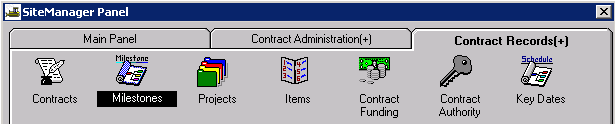 SiteManager Panel
Main Panel
Contract Administration(+)
Contract Records(+)
Milestone
Schedule
Contracts
Milestones
Projects
Items
Contract
Funding
Contract
Authority
Key Dates